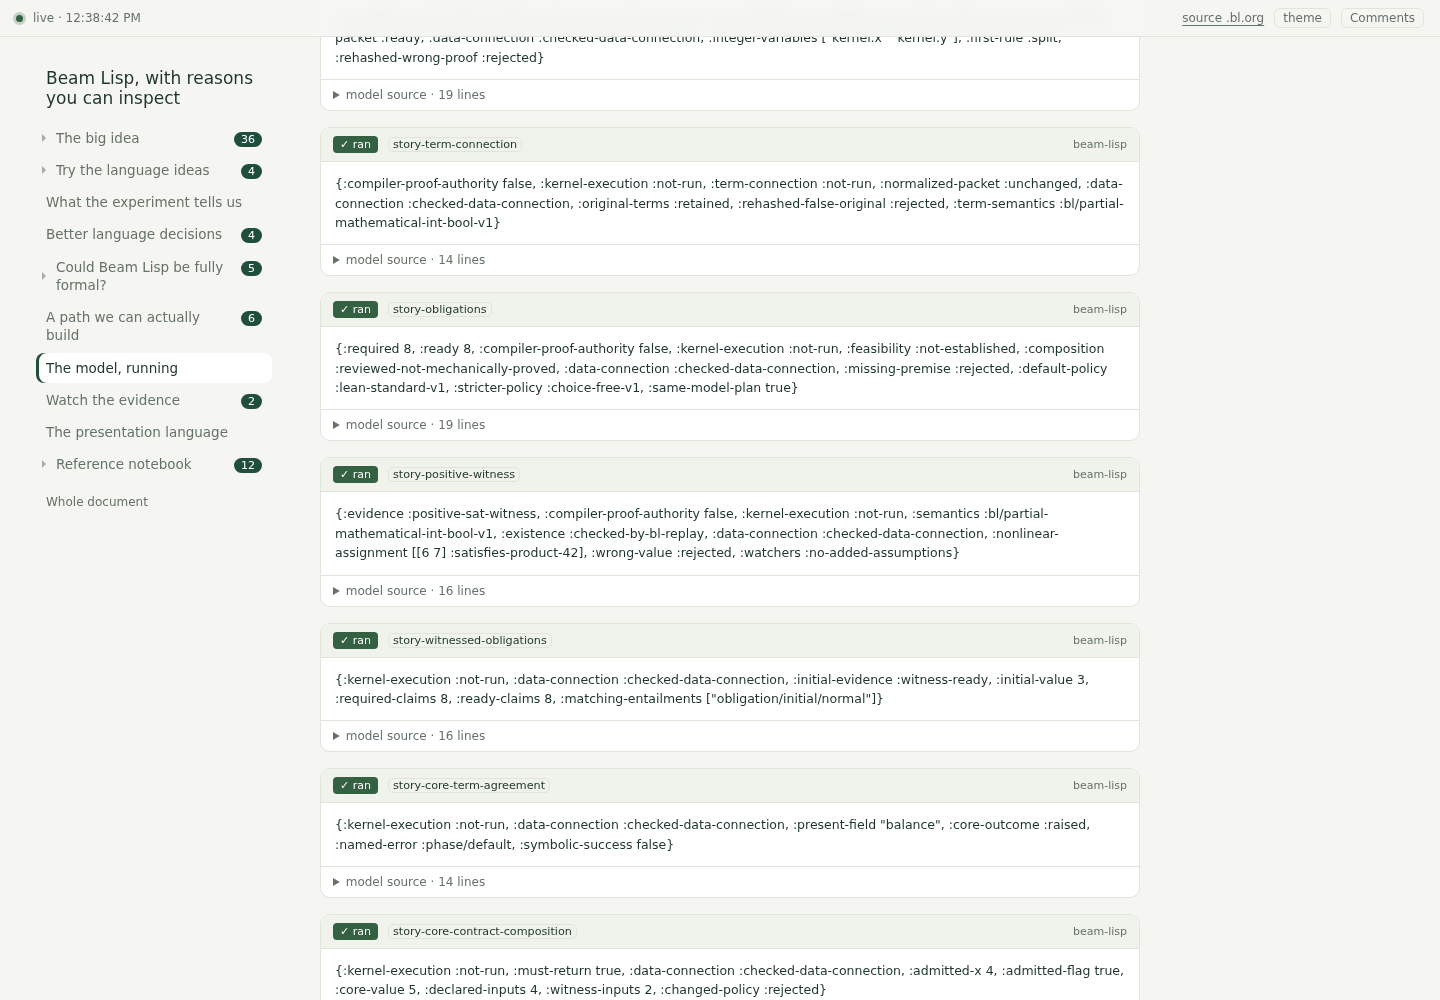 live · 12:38:42 PM
source .bl.org
theme
Comments
Beam Lisp, with reasons
you can inspect
The big idea
36
Try the language ideas
4
What the experiment tells us
Better language decisions
4
Could Beam Lisp be fully
formal?
5
A path we can actually
build
6
The model, running
Watch the evidence
2
The presentation language
Reference notebook
12
Whole document
packet :ready, :data-connection :checked-data-connection, :integer-variables ["kernel.x" "kernel.y"], :first-rule :split,
:rehashed-wrong-proof :rejected}
model source · 19 lines
✓ ran
story-term-connection
beam-lisp
{:compiler-proof-authority false, :kernel-execution :not-run, :term-connection :not-run, :normalized-packet :unchanged, :data-
connection :checked-data-connection, :original-terms :retained, :rehashed-false-original :rejected, :term-semantics :bl/partial-
mathematical-int-bool-v1}
model source · 14 lines
✓ ran
story-obligations
beam-lisp
{:required 8, :ready 8, :compiler-proof-authority false, :kernel-execution :not-run, :feasibility :not-established, :composition
:reviewed-not-mechanically-proved, :data-connection :checked-data-connection, :missing-premise :rejected, :default-policy
:lean-standard-v1, :stricter-policy :choice-free-v1, :same-model-plan true}
model source · 19 lines
✓ ran
story-positive-witness
beam-lisp
{:evidence :positive-sat-witness, :compiler-proof-authority false, :kernel-execution :not-run, :semantics :bl/partial-
mathematical-int-bool-v1, :existence :checked-by-bl-replay, :data-connection :checked-data-connection, :nonlinear-
assignment [[6 7] :satisfies-product-42], :wrong-value :rejected, :watchers :no-added-assumptions}
model source · 16 lines
✓ ran
story-witnessed-obligations
beam-lisp
{:kernel-execution :not-run, :data-connection :checked-data-connection, :initial-evidence :witness-ready, :initial-value 3,
:required-claims 8, :ready-claims 8, :matching-entailments ["obligation/initial/normal"]}
model source · 16 lines
✓ ran
story-core-term-agreement
beam-lisp
{:kernel-execution :not-run, :data-connection :checked-data-connection, :present-field "balance", :core-outcome :raised,
:named-error :phase/default, :symbolic-success false}
model source · 14 lines
✓ ran
story-core-contract-composition
beam-lisp
{:kernel-execution :not-run, :must-return true, :data-connection :checked-data-connection, :admitted-x 4, :admitted-flag true,
:core-value 5, :declared-inputs 4, :witness-inputs 2, :changed-policy :rejected}